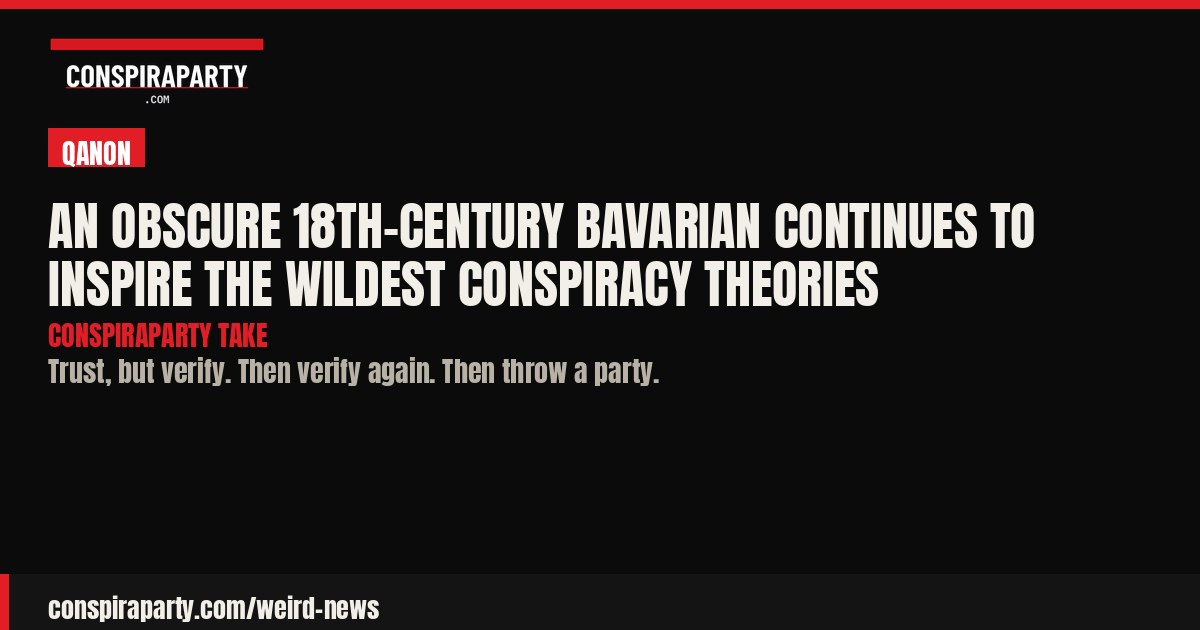 CONSPIRAPARTY
.COM
QANON
AN OBSCURE 18TH-CENTURY BAVARIAN CONTINUES TO
INSPIRE THE WILDEST CONSPIRACY THEORIES
CONSPIRAPARTY TAKE
Trust, but verify. Then verify again. Then throw a party.
conspiraparty.com/weird-news